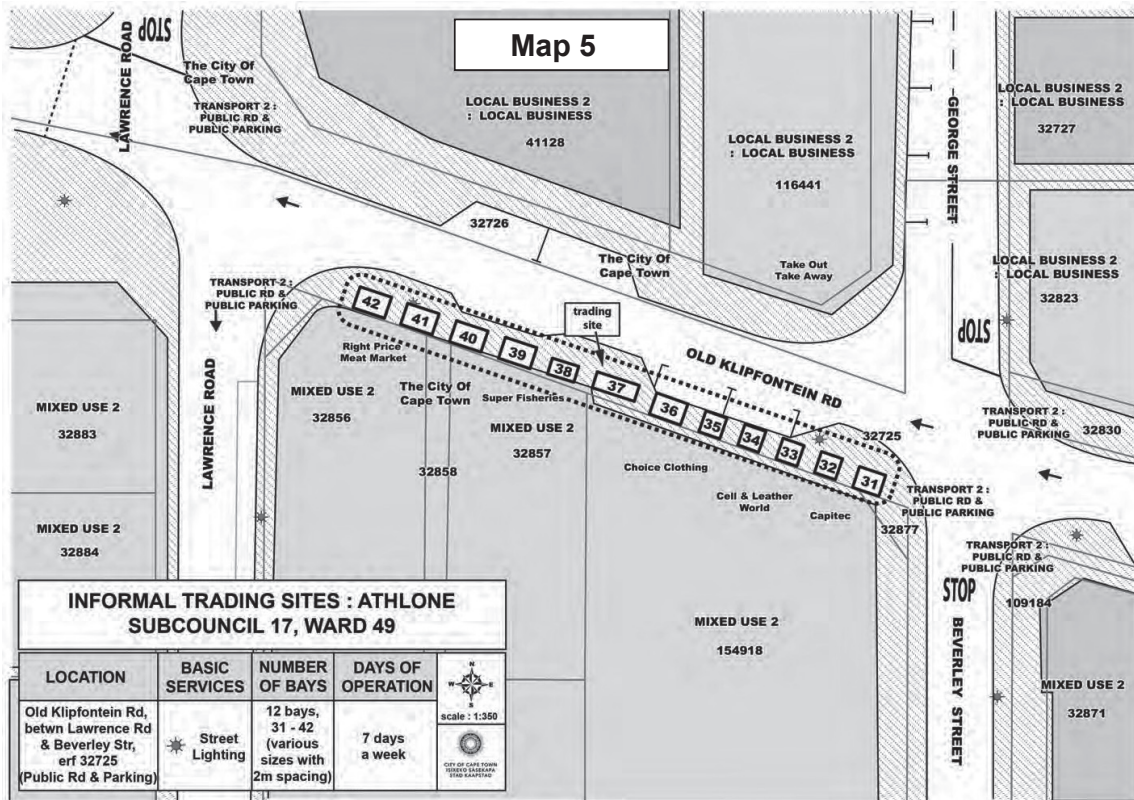 Map 5
STOP
LAWRENCE ROAD
The City Of
Cape Town
TRANSPORT 2 :
PUBLIC RD &
PUBLIC PARKING
LOCAL BUSINESS 2
: LOCAL BUSINESS
41128
LOCAL BUSINESS 2
: LOCAL BUSINESS
116441
GEORGE STREET
LOCAL BUSINESS 2
: LOCAL BUSINESS
32727
32726
The City Of
Cape Town
Take Out
Take Away
LOCAL BUSINESS 2
: LOCAL BUSINESS
32823
STOP
TRANSPORT 2 :
PUBLIC RD &
PUBLIC PARKING
trading
site
OLD KLIPFONTEIN RD
42
41
40
39
38
37
36
35
34
33
32
31
Right Price
Meat Market
The City Of
Cape Town
Super Fisheries
Choice Clothing
Cell & Leather
World
Capitec
32725
TRANSPORT 2 :
PUBLIC RD &
PUBLIC PARKING
32830
LAWRENCE ROAD
MIXED USE 2
32883
MIXED USE 2
32856
32858
MIXED USE 2
32857
TRANSPORT 2 :
PUBLIC RD &
PUBLIC PARKING
32877
MIXED USE 2
32884
TRANSPORT 2 :
PUBLIC RD &
PUBLIC PARKING
109184
STOP
BEVERLEY STREET
MIXED USE 2
154918
MIXED USE 2
32871
INFORMAL TRADING SITES : ATHLONE
SUBCOUNCIL 17, WARD 49
LOCATION
BASIC
SERVICES
NUMBER
OF BAYS
DAYS OF
OPERATION
Old Klipfontein Rd,
betwn Lawrence Rd
& Beverley Str,
erf 32725
(Public Rd & Parking)
Street
Lighting
12 bays,
31 - 42
(various
sizes with
2m spacing)
7 days
a week
N
W E
S
scale : 1:350
CITY OF CAPE TOWN
ISIXEKO SASEKAPA
STAD KAAPSTAD